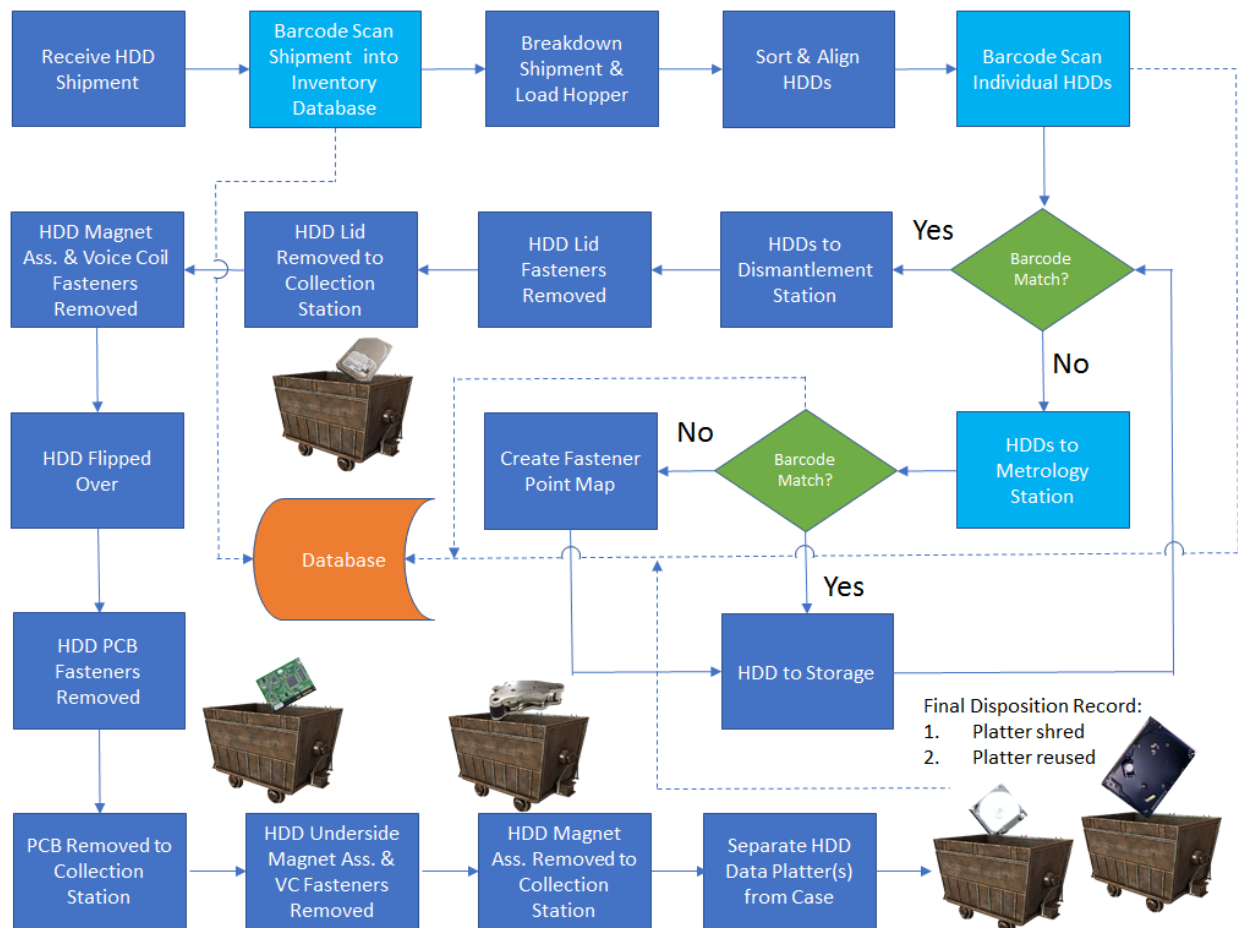 Receive HDD
Shipment
Barcode Scan
Shipment into
Inventory
Database
Breakdown
Shipment &
Load Hopper
Sort & Align
HDDs
Barcode Scan
Individual HDDs
HDD Magnet
Ass. & Voice Coil
Fasteners
Removed
HDD Lid
Removed to
Collection
Station
HDD Lid
Fasteners
Removed
HDDs to
Dismantlement
Station
Yes
Barcode
Match?
No
HDD Flipped
Over
Create Fastener
Point Map
No
Barcode
Match?
HDDs to
Metrology
Station
Database
Yes
HDD PCB
Fasteners
Removed
HDD to Storage
Final Disposition Record:
1. Platter shred
2. Platter reused
PCB Removed to
Collection
Station
HDD Underside
Magnet Ass. &
VC Fasteners
Removed
HDD Magnet
Ass. Removed to
Collection
Station
Separate HDD
Data Platter(s)
from Case